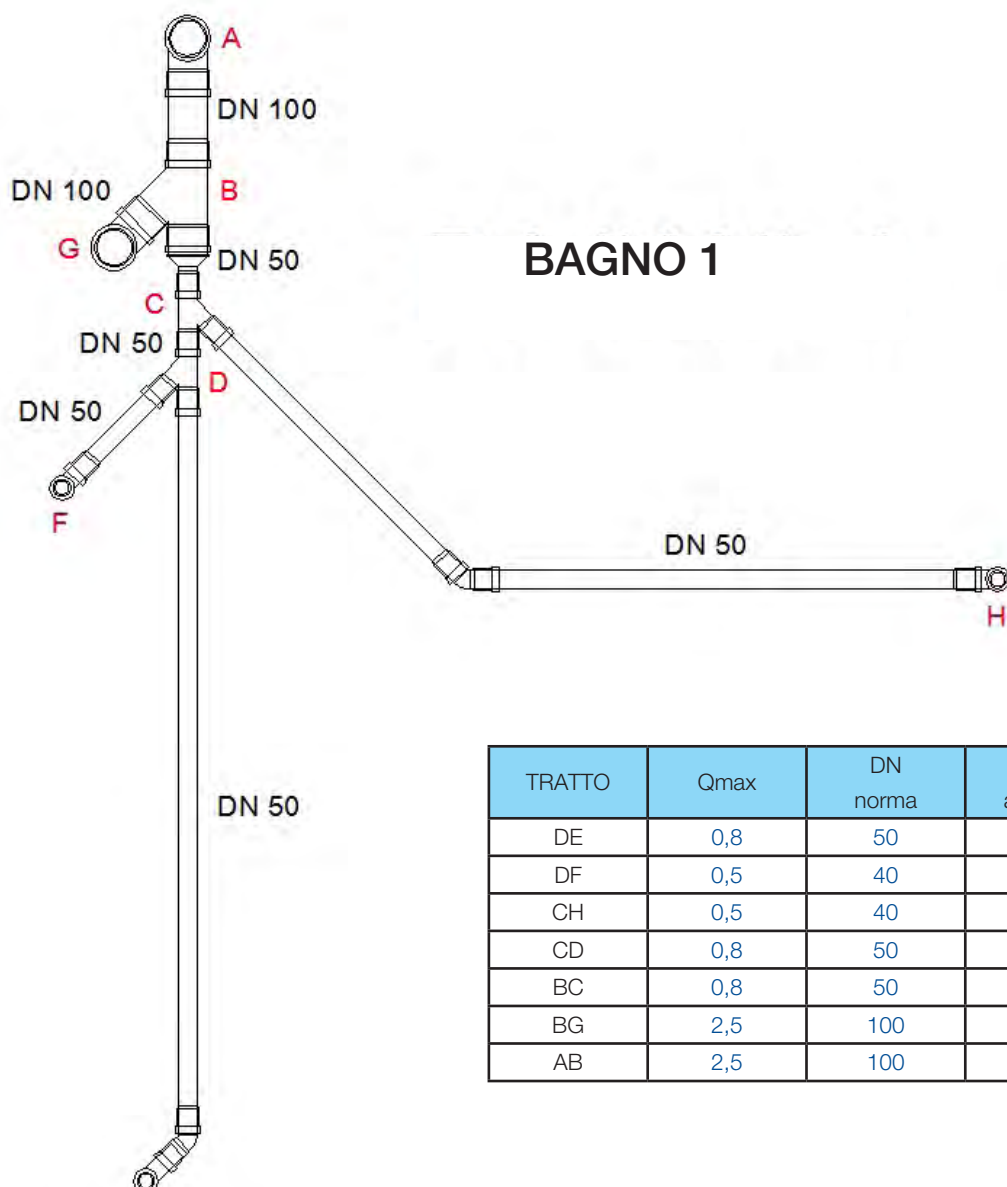 A
DN 100
DN 100
B
G
DN 50
BAGNO 1
C
DN 50
D
DN 50
F
DN 50
H
DN 50
TRATTO Qmax DN norma
DE 0,8 50
DF 0,5 40
CH 0,5 40
CD 0,8 50
BC 0,8 50
BG 2,5 100
AB 2,5 100